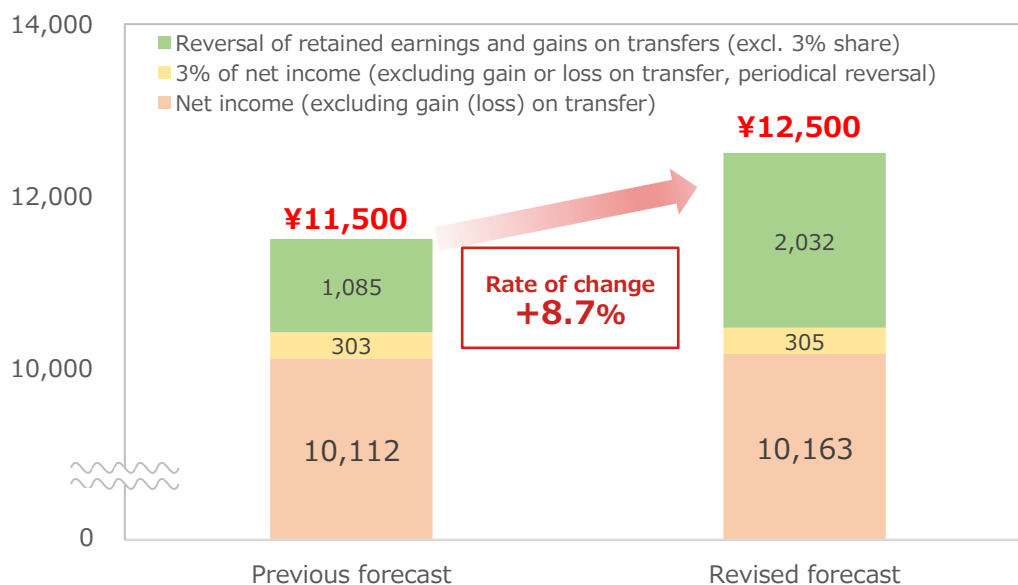 14,000
Reversal of retained earnings and gains on transfers (excl. 3% share)
3% of net income (excluding gain or loss on transfer, periodical reversal)
Net income (excluding gain (loss) on transfer)
¥12,500
12,000
¥11,500
2,032
1,085
Rate of change
+8.7%
303
305
10,000
10,112
10,163
0
Previous forecast
Revised forecast